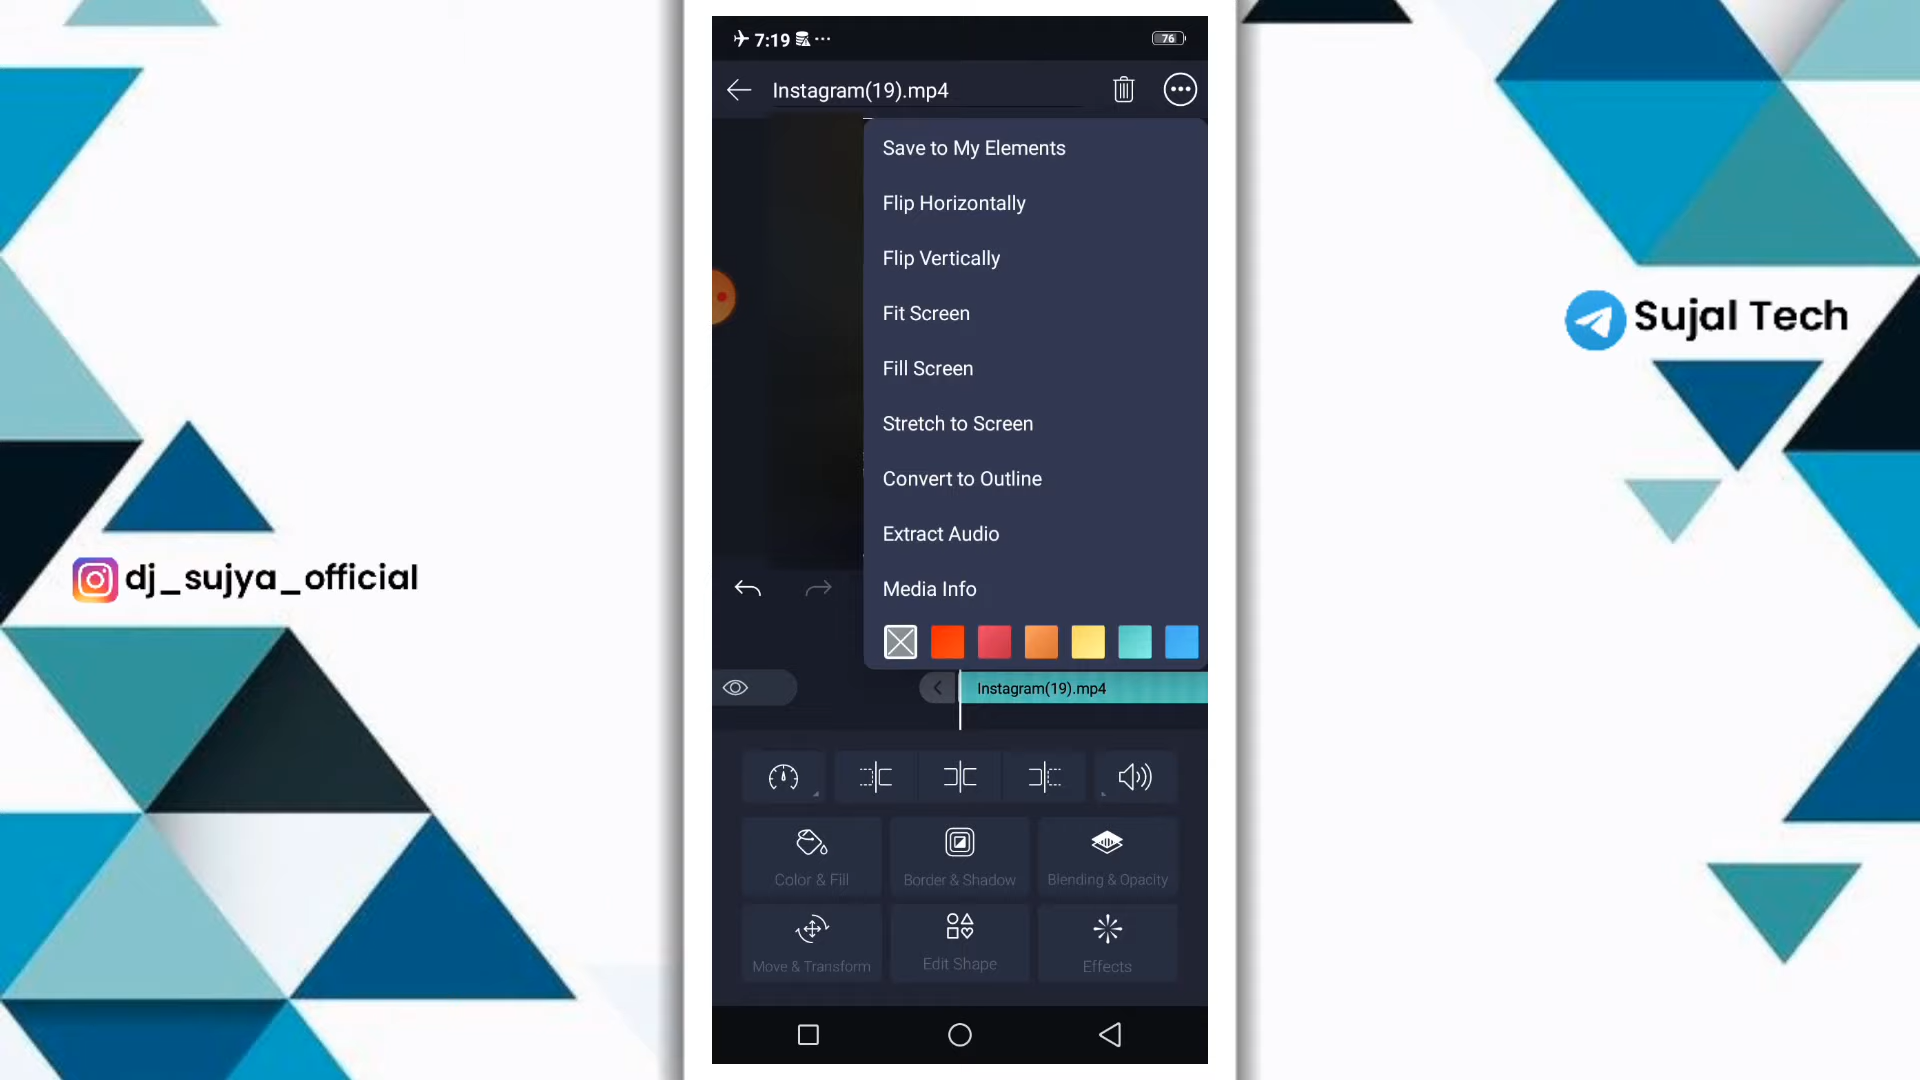 7:19
76
Instagram(19).mp4
Save to My Elements
Flip Horizontally
Flip Vertically
Fit Screen
Fill Screen
Stretch to Screen
Convert to Outline
Extract Audio
Media Info
Instagram(19).mp4
Color & Fill
Border & Shadow
Blending & Opacity
Move & Transform
Edit Shape
Effects
dj_sujya_official
Sujal Tech